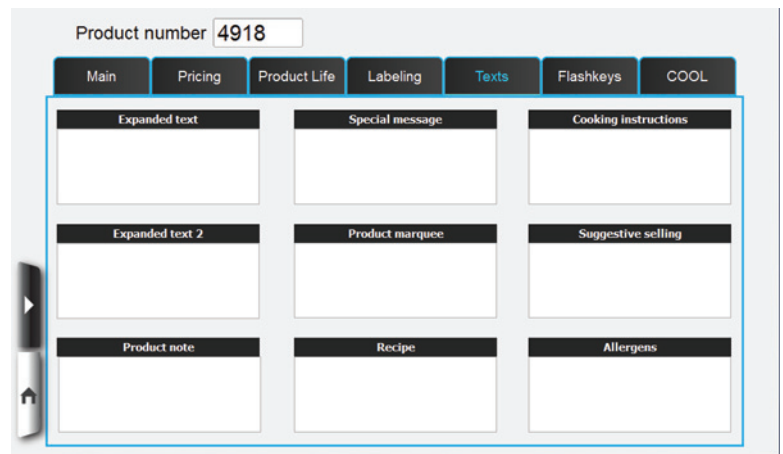 Product number 4918
Main Pricing Product Life Labeling Texts Flashkeys COOL
Expanded text Special message Cooking instructions
Expanded text 2 Product marquee Suggestive selling
Product note Recipe Allergens